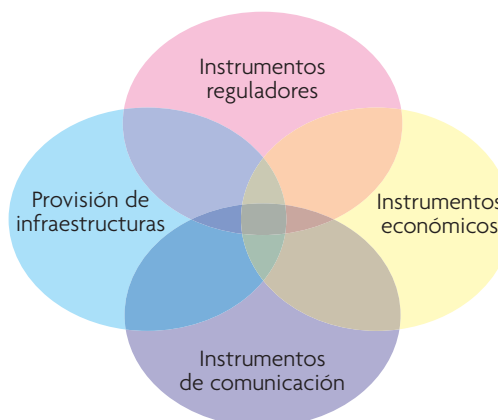 Instrumentos
reguladores
Provisión de
infraestructuras
Instrumentos
económicos
Instrumentos
de comunicación